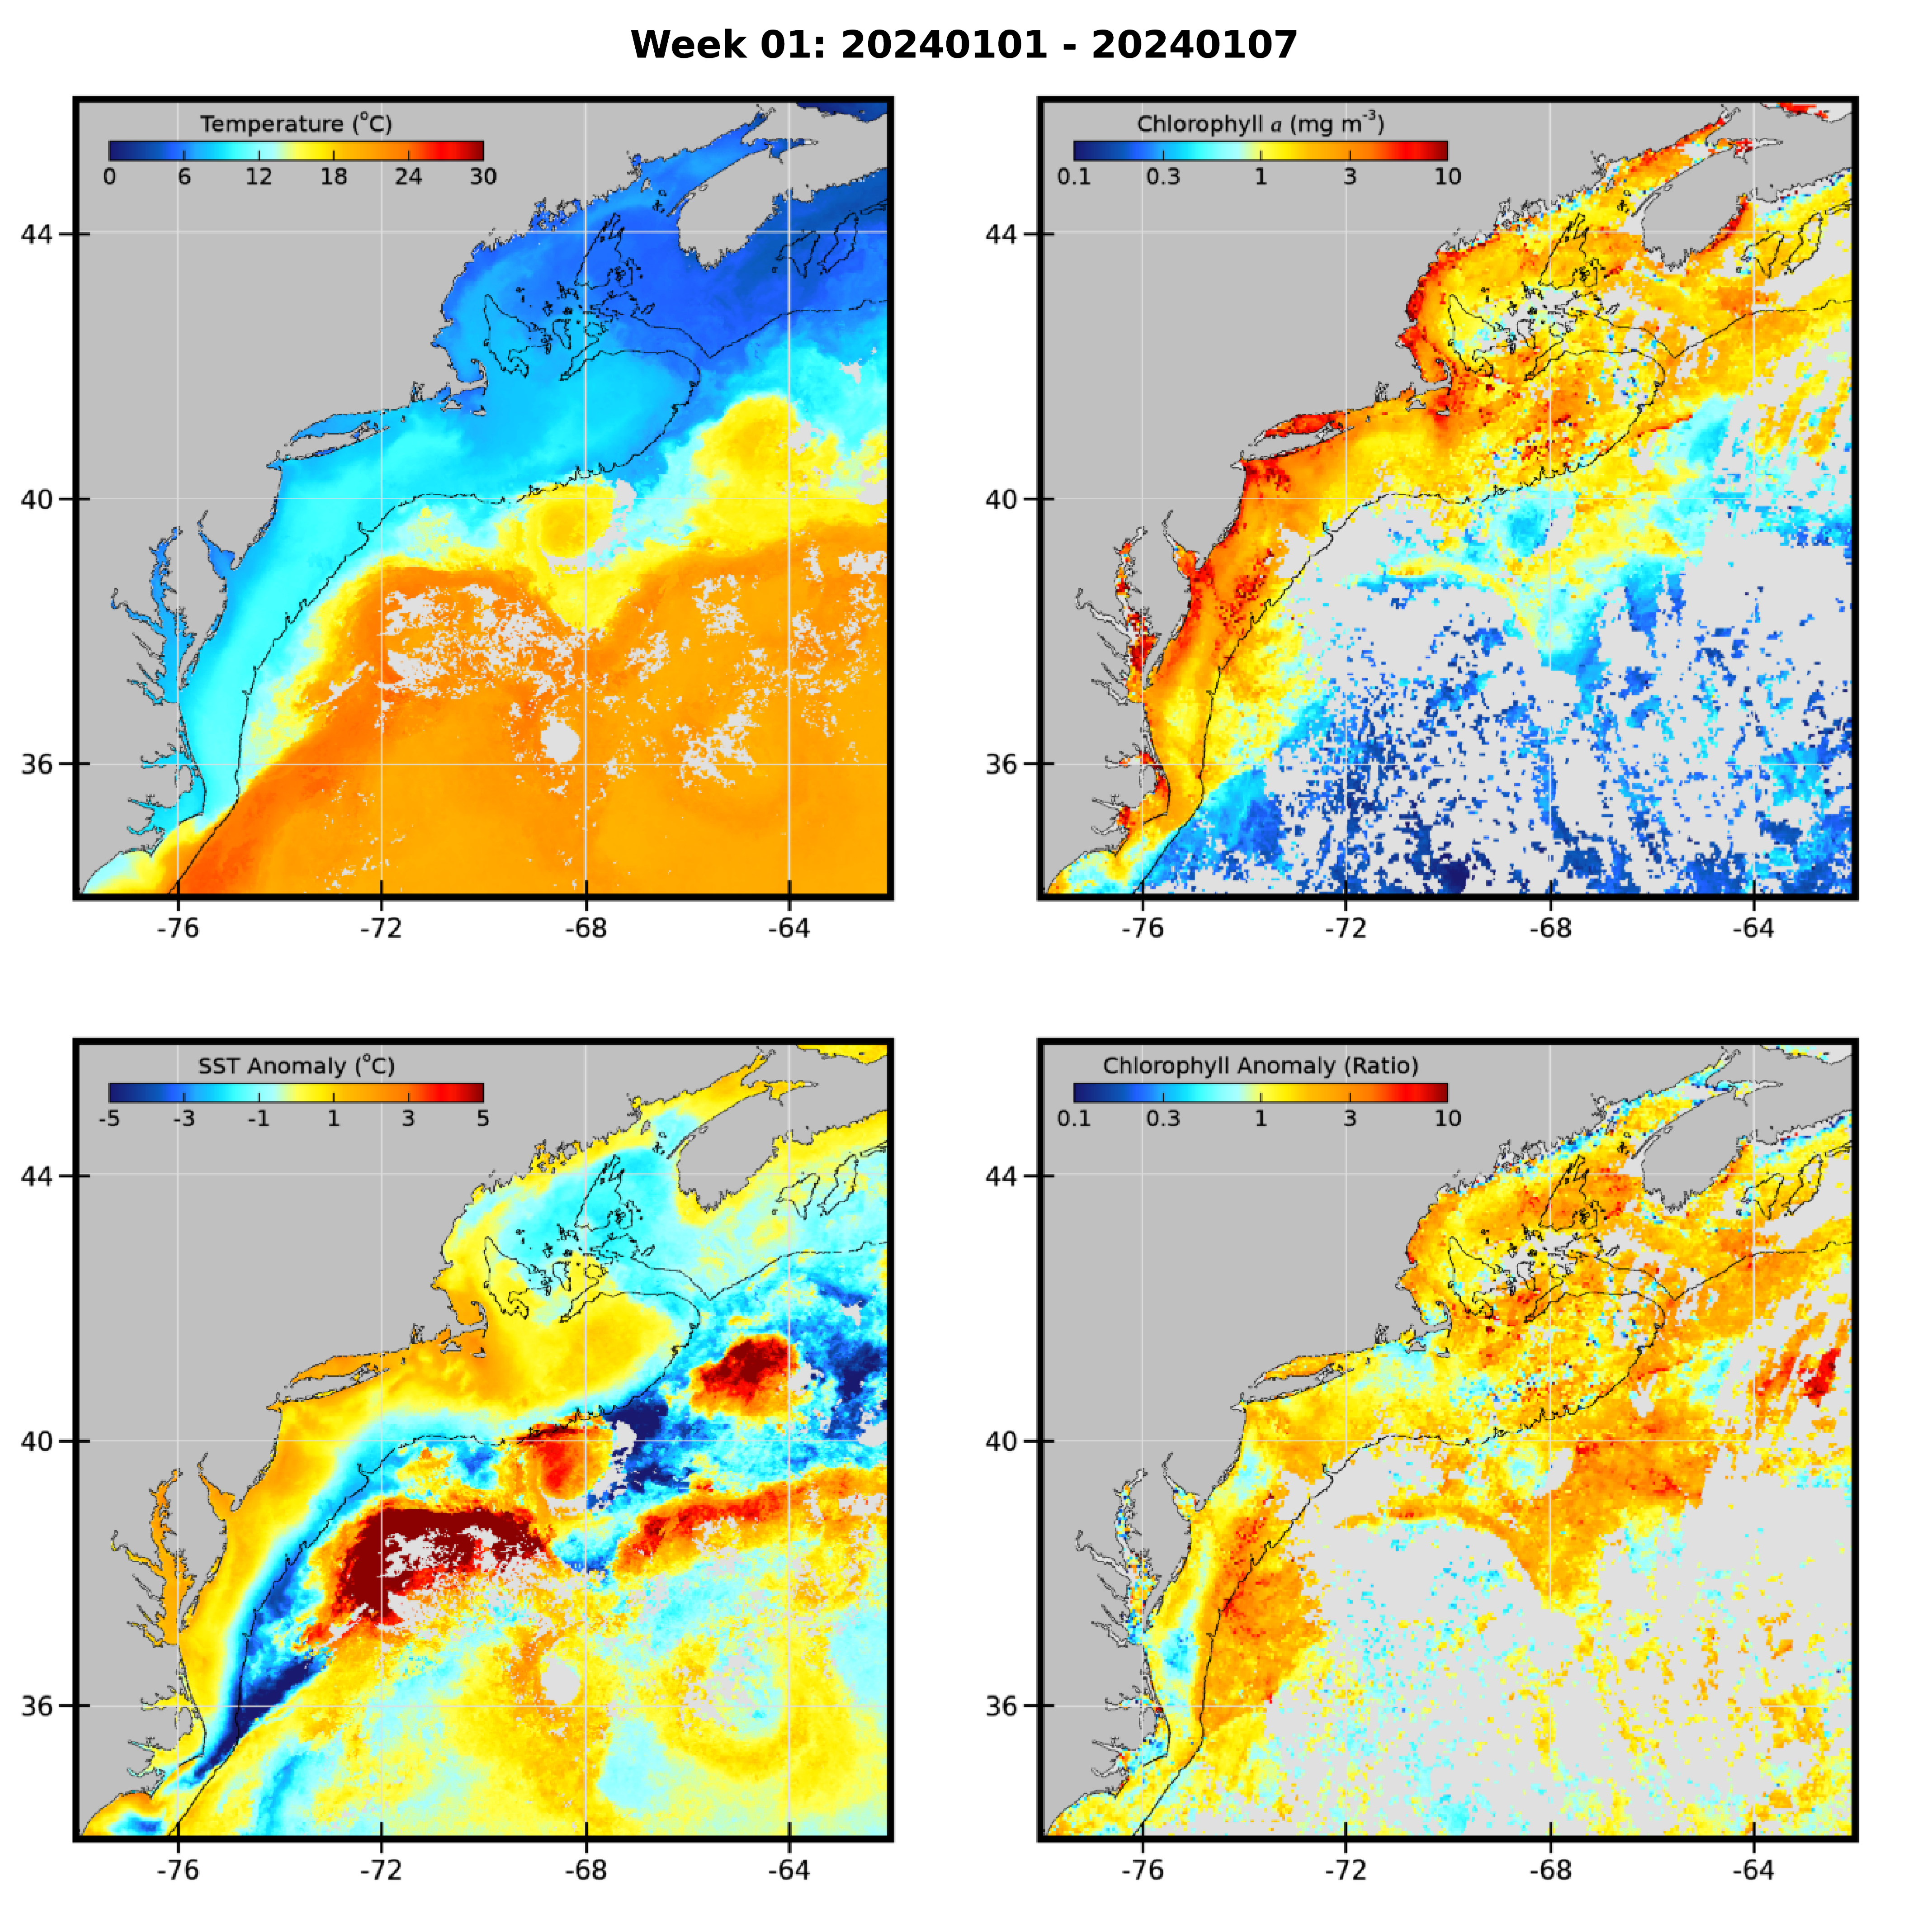 Week 01: 20240101 - 20240107
Temperature (°C)
0 6 12 18 24 30
44
40
36
-76 -72 -68 -64
Chlorophyll a (mg m⁻³)
0.1 0.3 1 3 10
44
40
36
-76 -72 -68 -64
SST Anomaly (°C)
-5 -3 -1 1 3 5
44
40
36
-76 -72 -68 -64
Chlorophyll Anomaly (Ratio)
0.1 0.3 1 3 10
44
40
36
-76 -72 -68 -64